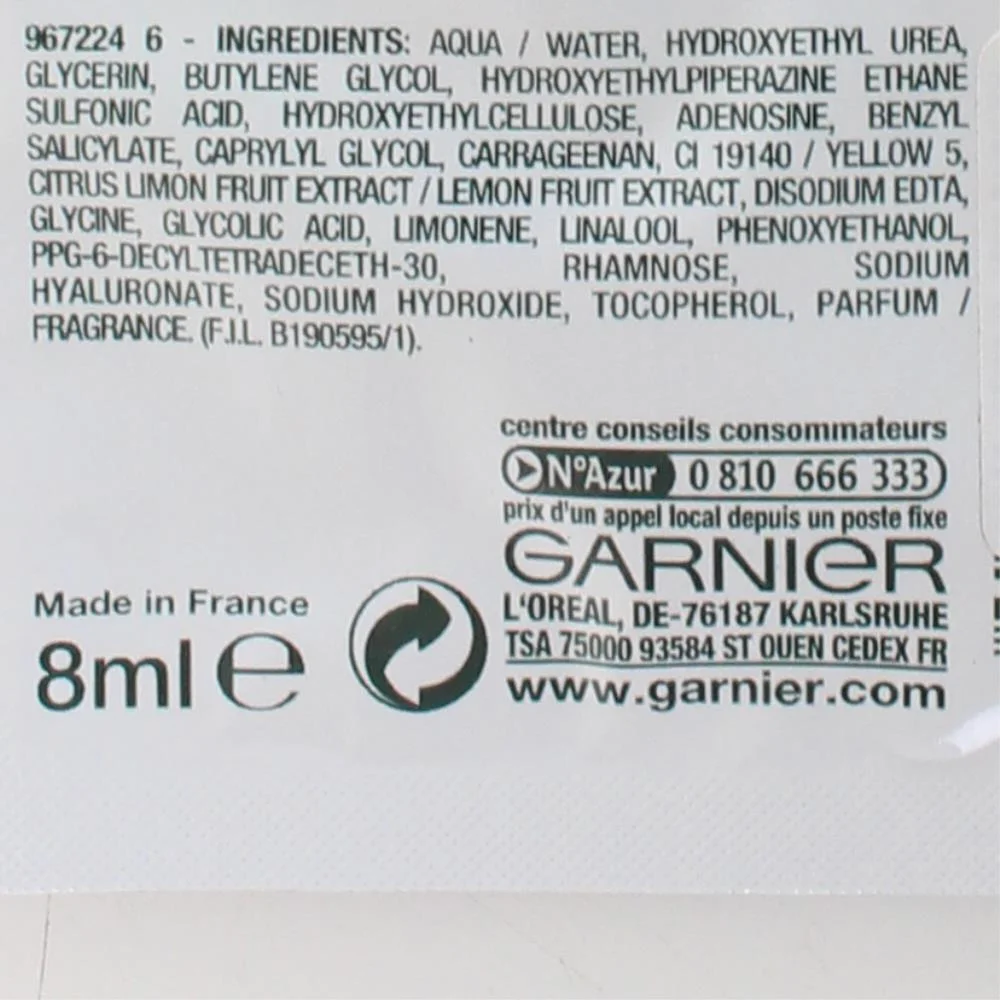 967224 6 - INGREDIENTS: AQUA / WATER, HYDROXYETHYL UREA,
GLYCERIN, BUTYLENE GLYCOL, HYDROXYETHYLPIPERAZINE ETHANE
SULFONIC ACID, HYDROXYETHYLCELLULOSE, ADENOSINE, BENZYL
SALICYLATE, CAPRYLYL GLYCOL, CARRAGEENAN, CI 19140 / YELLOW 5,
CITRUS LIMON FRUIT EXTRACT / LEMON FRUIT EXTRACT, DISODIUM EDTA,
GLYCINE, GLYCOLIC ACID, LIMONENE, LINALOOL, PHENOXYETHANOL,
PPG-6-DECYLTETRADECETH-30, RHAMNOSE, SODIUM
HYALURONATE, SODIUM HYDROXIDE, TOCOPHEROL, PARFUM /
FRAGRANCE. (F.I.L. B190595/1).
centre conseils consommateurs
N°Azur 0 810 666 333
prix d'un appel local depuis un poste fixe
GARNIER
L'OREAL, DE-76187 KARLSRUHE
TSA 75000 93584 ST OUEN CEDEX FR
www.garnier.com
Made in France
8ml e